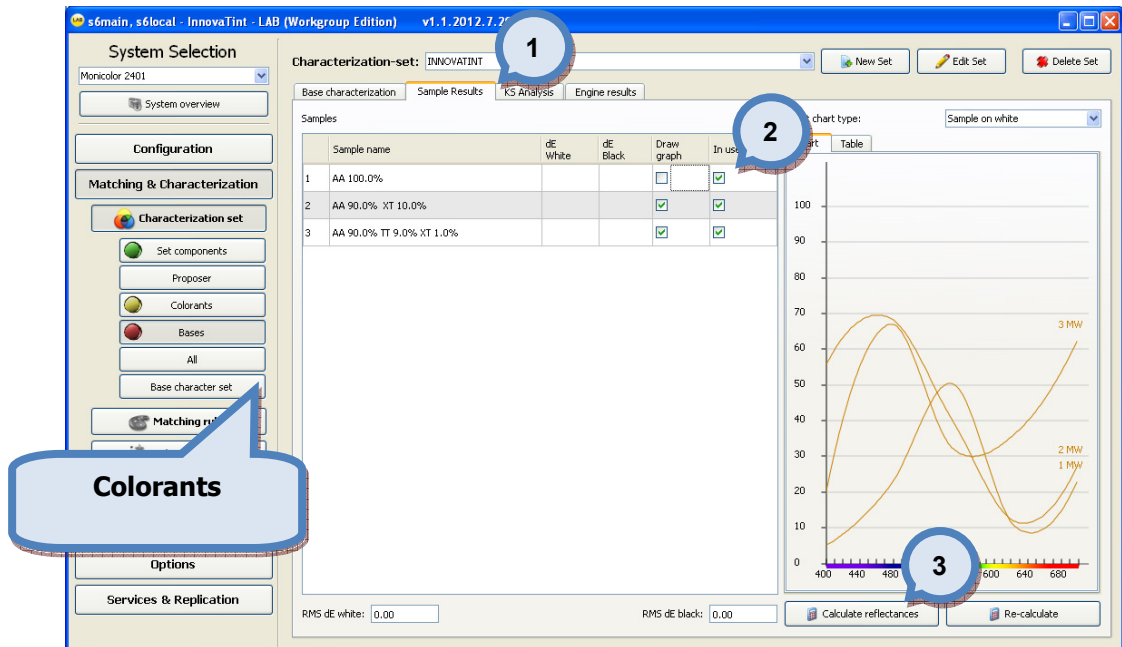 s6main, s6local - InnovaTint - LAB (Workgroup Edition) v1.1.2012.7.2
System Selection
Monicolor 2401
System overview
Configuration
Matching & Characterization
Characterization set
Set components
Proposer
Colorants
Bases
All
Base character set
Matching ru
Colorants
Options
Services & Replication
Characterization-set: INNOVATINT
New Set
Edit Set
Delete Set
1
Base characterization
Sample Results
KS Analysis
Engine results
Samples
Sample name
dE White
dE Black
Draw graph
In use
1 AA 100.0%
2 AA 90.0% XT 10.0%
3 AA 90.0% TT 9.0% XT 1.0%
2
chart type:
Sample on white
Table
100
90
80
70
60
50
40
30
20
10
0
3 MW
2 MW
1 MW
400 440 480 600 640 680
3
RMS dE white: 0.00
RMS dE black: 0.00
Calculate reflectances
Re-calculate